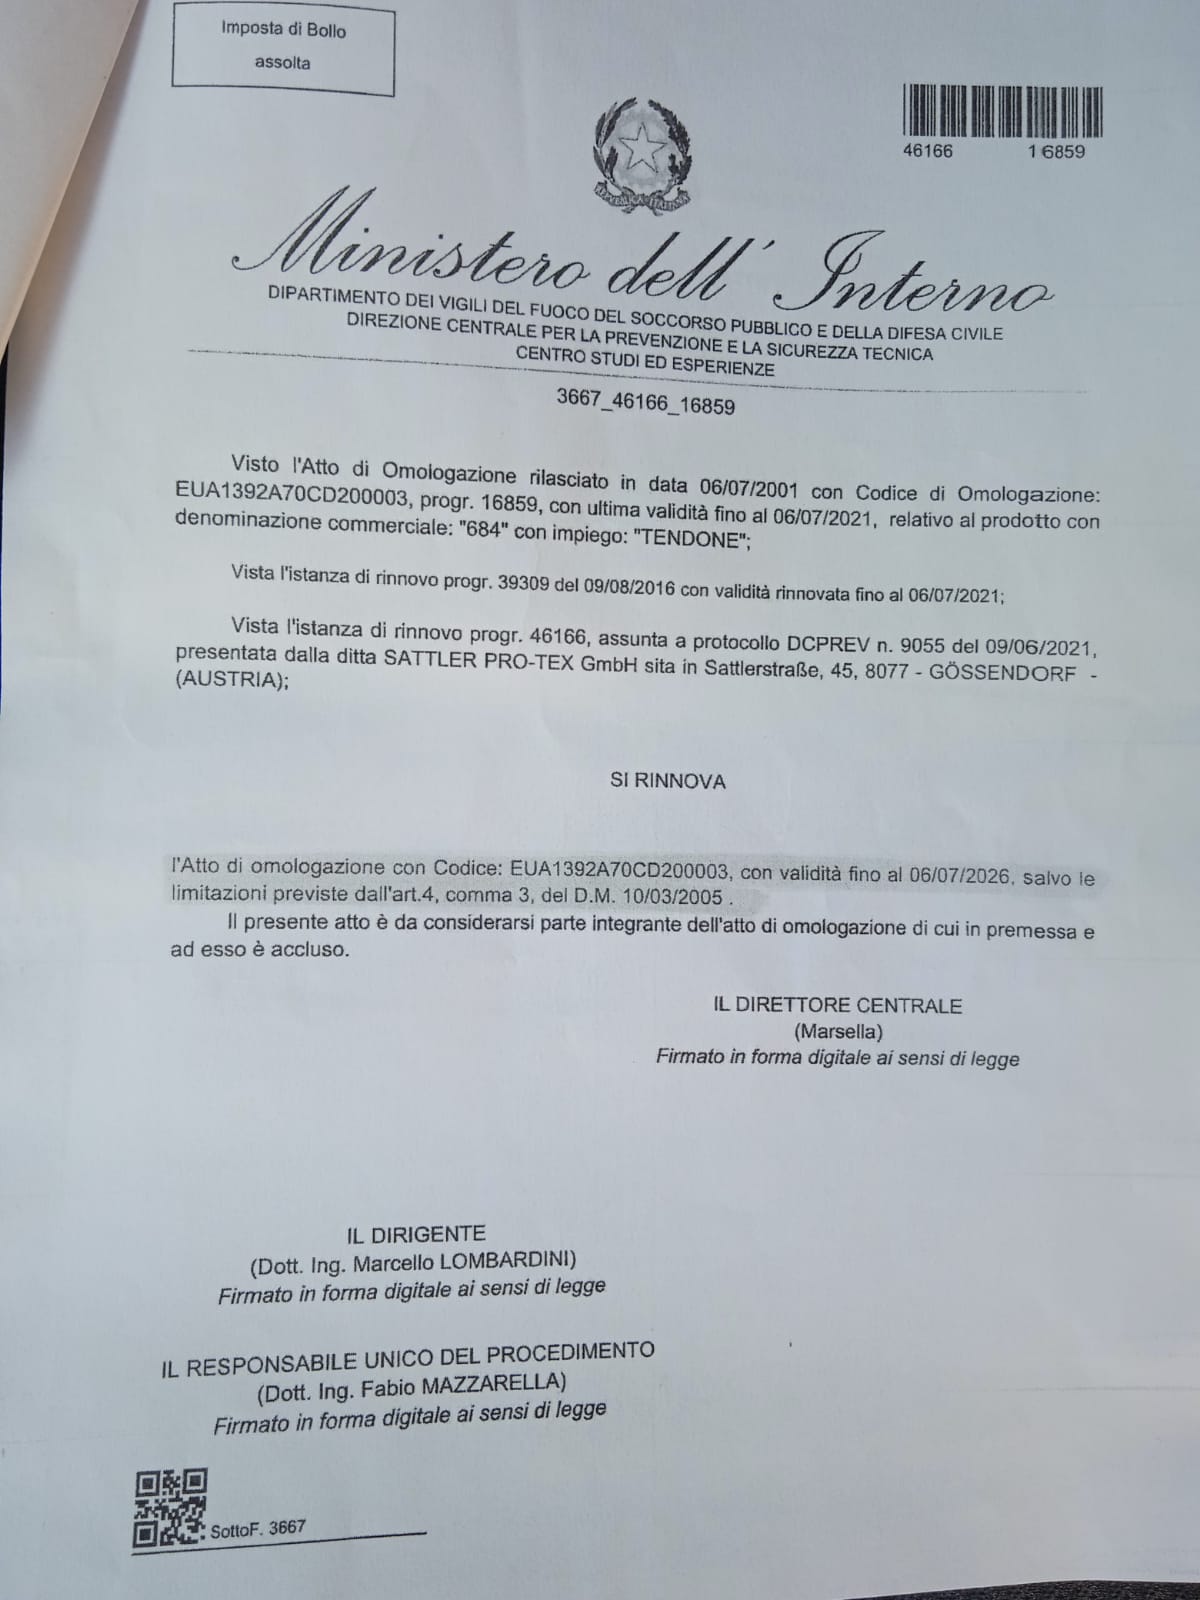 Imposta di Bollo
assolta
46166 16859
REPVBBLICA ITALIANA
Ministero dell' Interno
DIPARTIMENTO DEI VIGILI DEL FUOCO DEL SOCCORSO PUBBLICO E DELLA DIFESA CIVILE
DIREZIONE CENTRALE PER LA PREVENZIONE E LA SICUREZZA TECNICA
CENTRO STUDI ED ESPERIENZE
3667_46166_16859
Visto l'Atto di Omologazione rilasciato in data 06/07/2001 con Codice di Omologazione:
EUA1392A70CD200003, progr. 16859, con ultima validità fino al 06/07/2021, relativo al prodotto con
denominazione commerciale: "684" con impiego: "TENDONE";
Vista l'istanza di rinnovo progr. 39309 del 09/08/2016 con validità rinnovata fino al 06/07/2021;
Vista l'istanza di rinnovo progr. 46166, assunta a protocollo DCPREV n. 9055 del 09/06/2021,
presentata dalla ditta SATTLER PRO-TEX GmbH sita in Sattlerstraße, 45, 8077 - GÖSSENDORF -
(AUSTRIA);
SI RINNOVA
l'Atto di omologazione con Codice: EUA1392A70CD200003, con validità fino al 06/07/2026, salvo le
limitazioni previste dall'art.4, comma 3, del D.M. 10/03/2005 .
Il presente atto è da considerarsi parte integrante dell'atto di omologazione di cui in premessa e
ad esso è accluso.
IL DIRETTORE CENTRALE
(Marsella)
Firmato in forma digitale ai sensi di legge
IL DIRIGENTE
(Dott. Ing. Marcello LOMBARDINI)
Firmato in forma digitale ai sensi di legge
IL RESPONSABILE UNICO DEL PROCEDIMENTO
(Dott. Ing. Fabio MAZZARELLA)
Firmato in forma digitale ai sensi di legge
SottoF. 3667